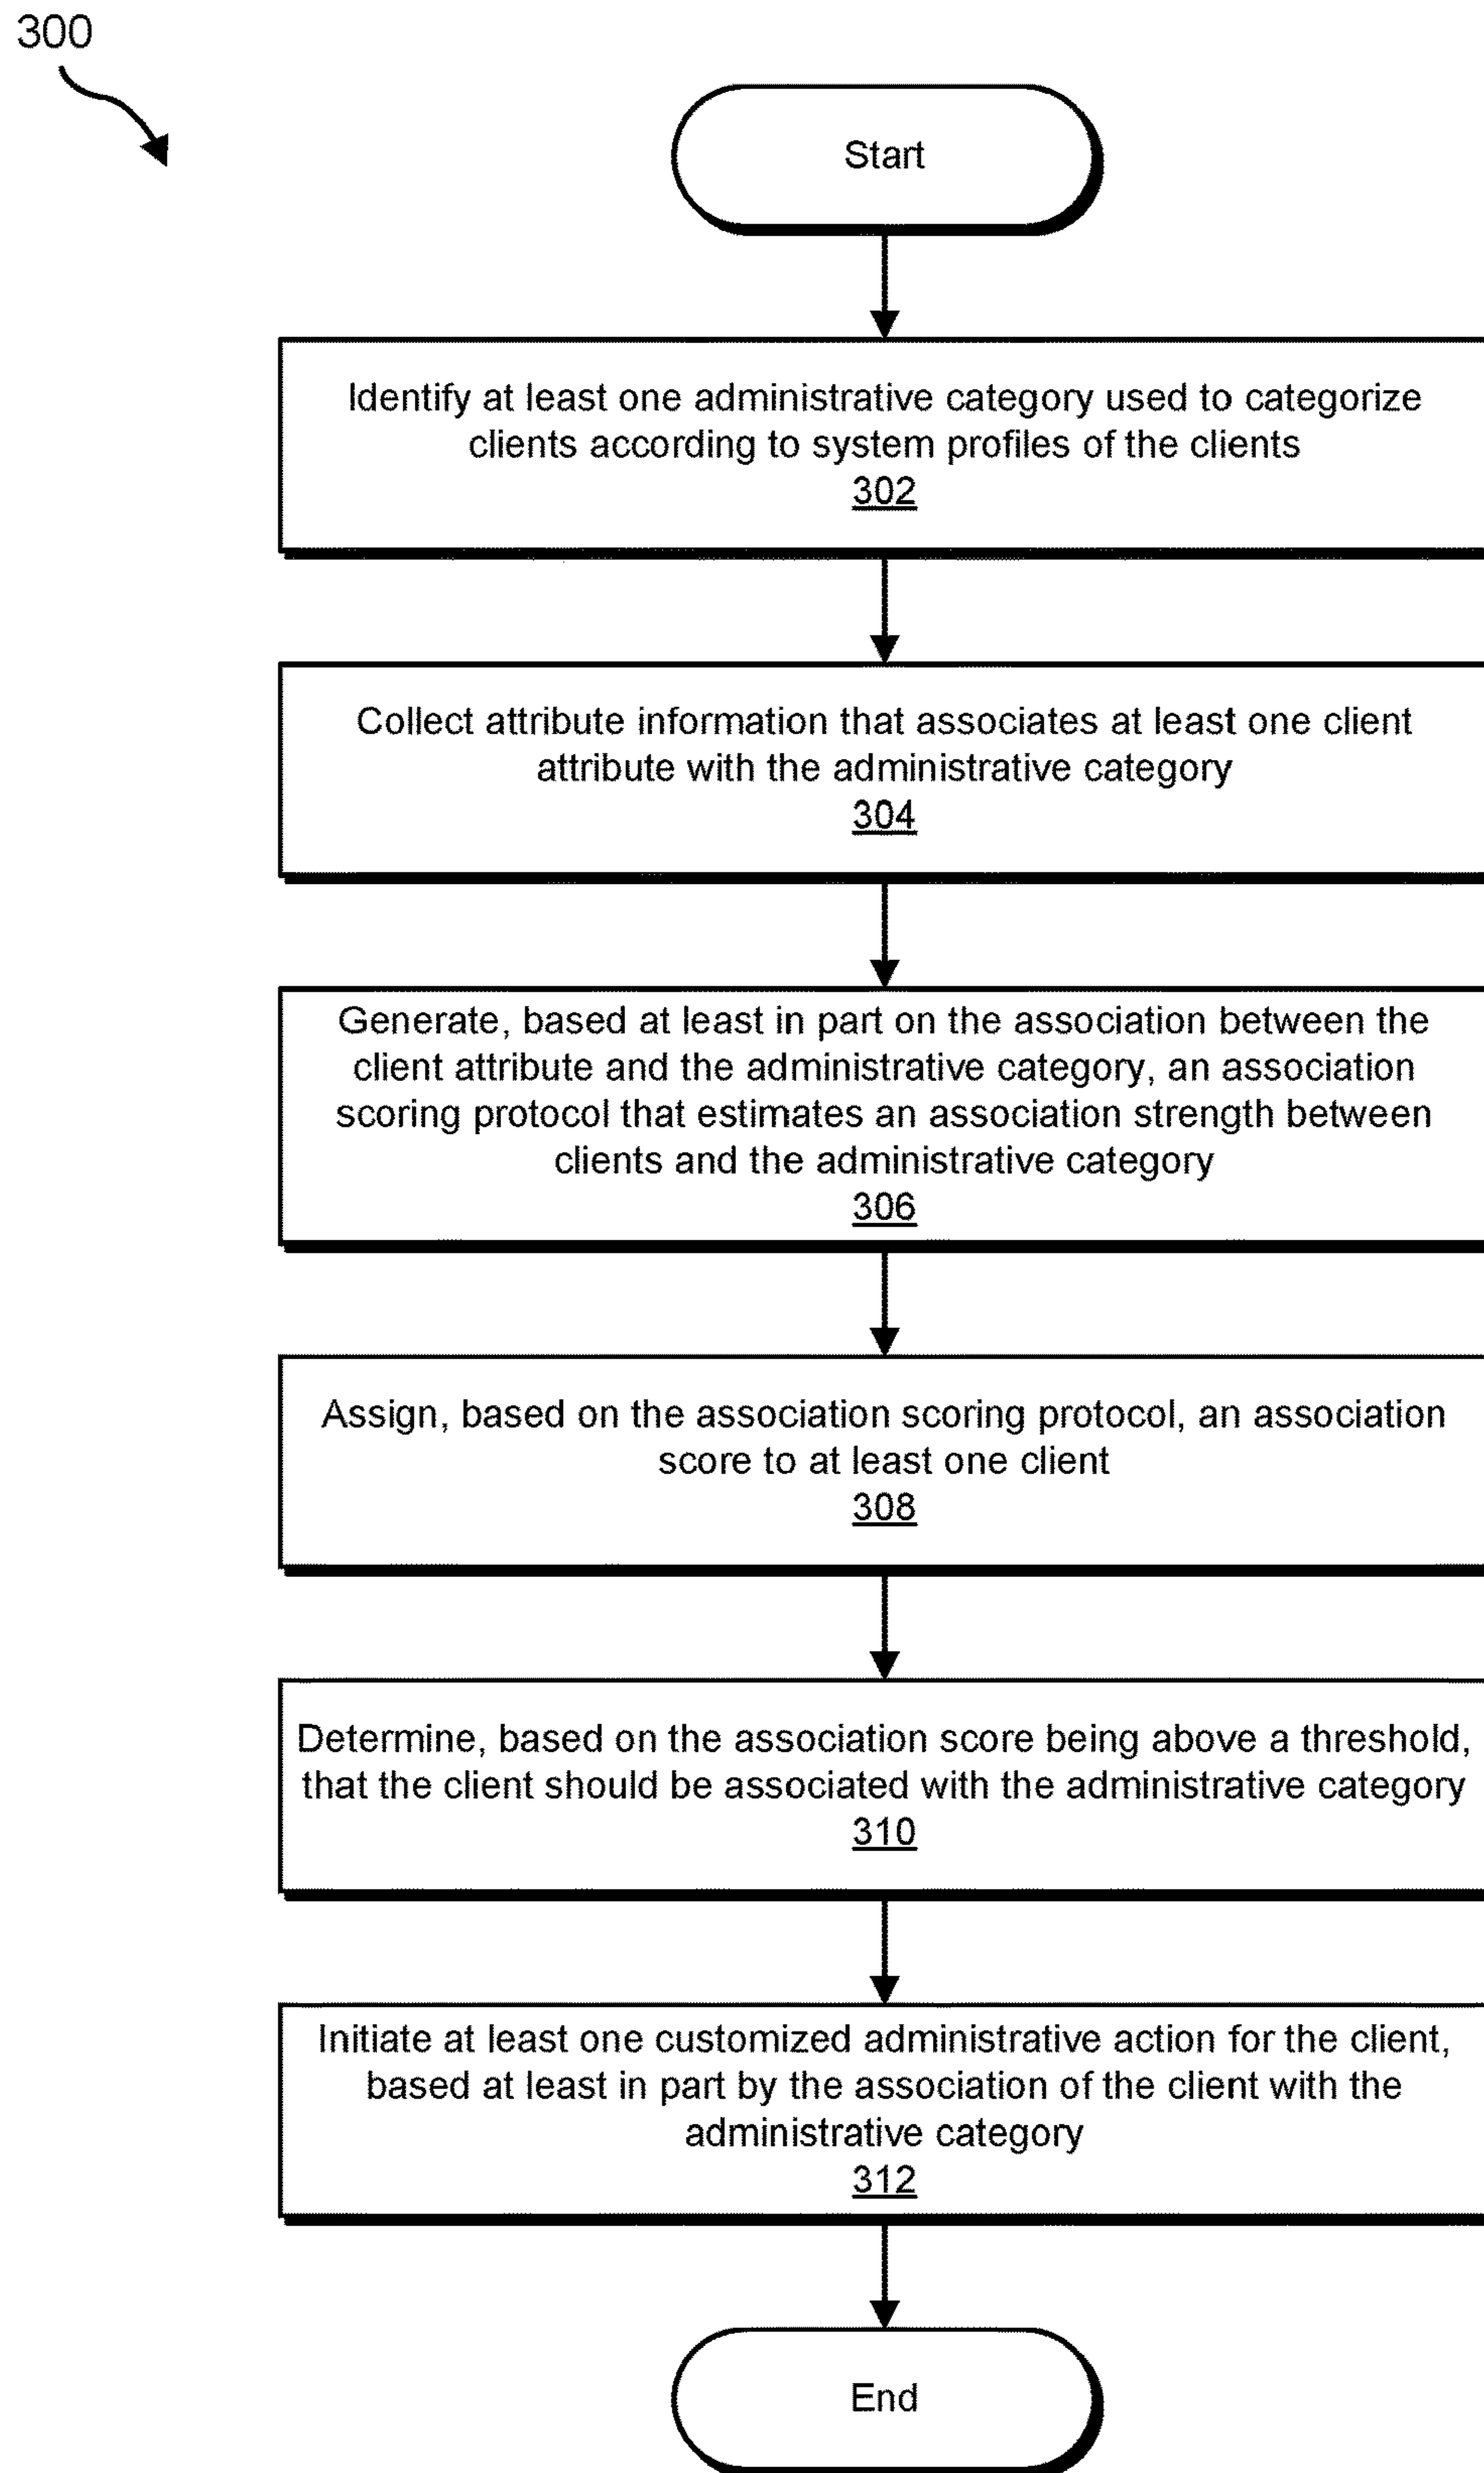 300
Start
Identify at least one administrative category used to categorize
clients according to system profiles of the clients
302
Collect attribute information that associates at least one client
attribute with the administrative category
304
Generate, based at least in part on the association between the
client attribute and the administrative category, an association
scoring protocol that estimates an association strength between
clients and the administrative category
306
Assign, based on the association scoring protocol, an association
score to at least one client
308
Determine, based on the association score being above a threshold,
that the client should be associated with the administrative category
310
Initiate at least one customized administrative action for the client,
based at least in part by the association of the client with the
administrative category
312
End